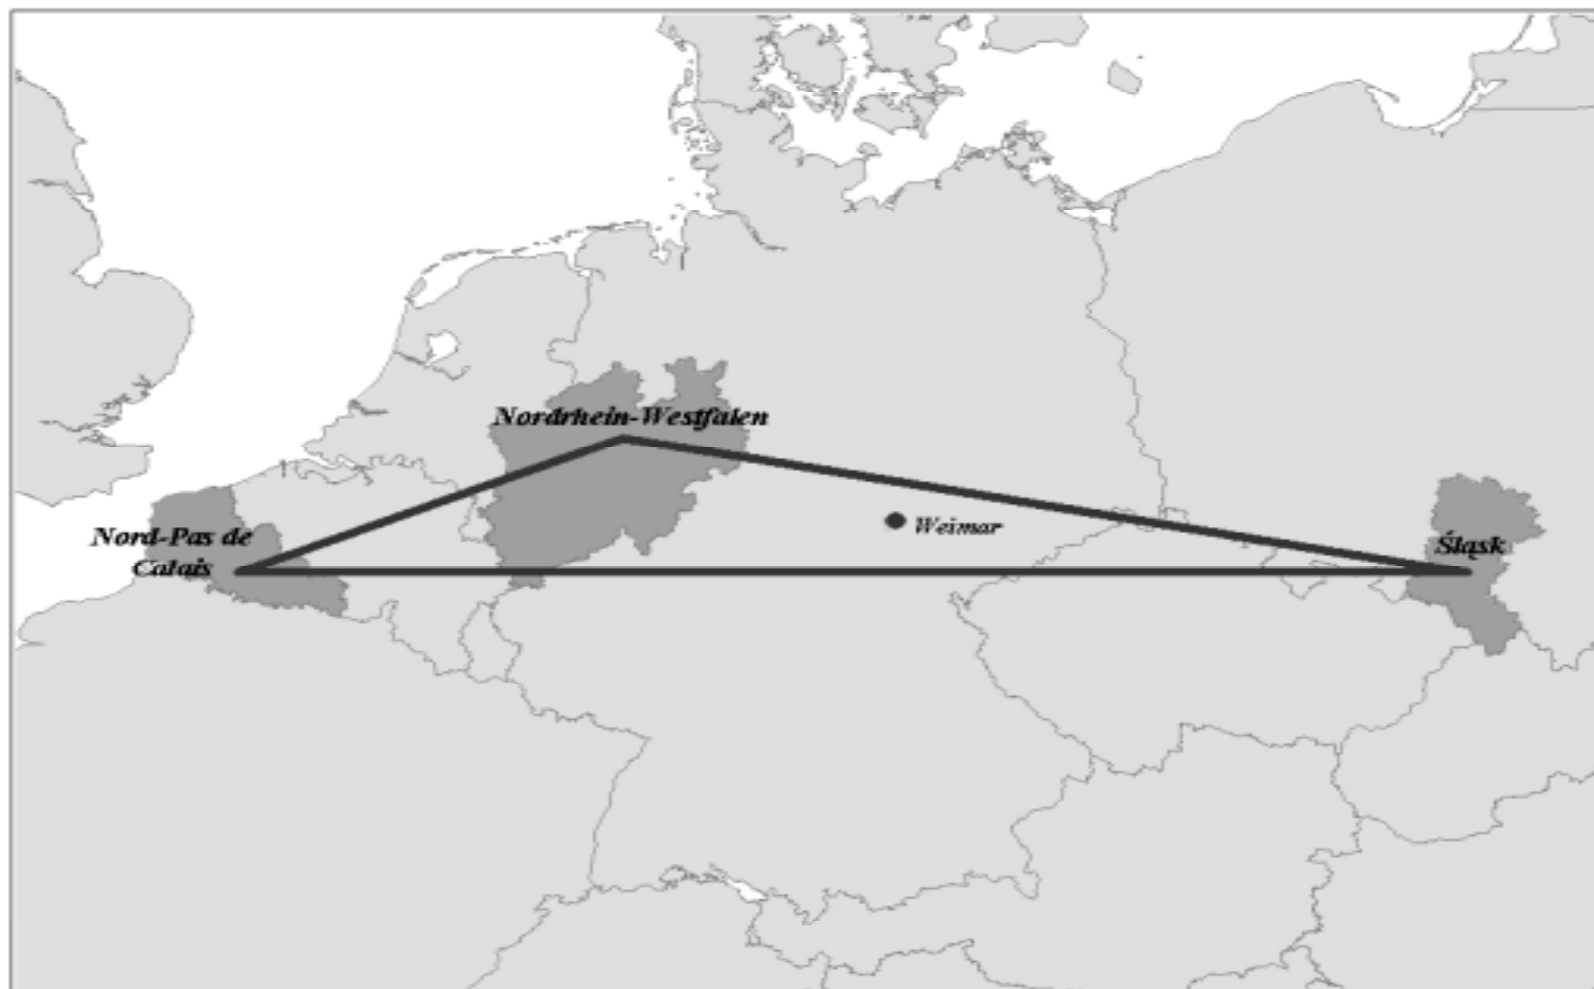 Nordrhein-Westfalen
Nord-Pas de
Calais
Weimar
Śląsk